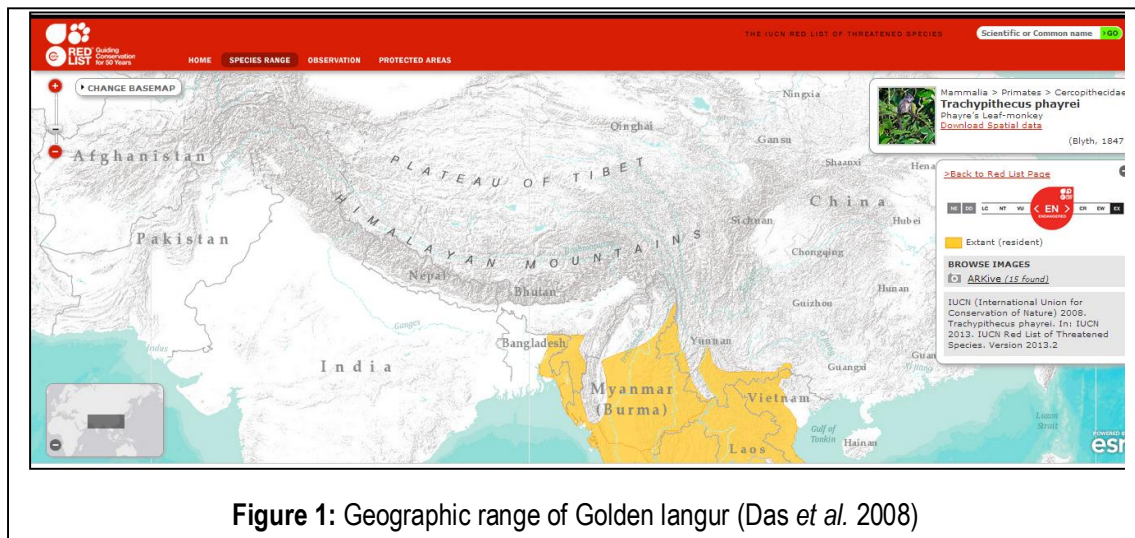 RED LIST
Guiding Conservation for 50 Years
THE IUCN RED LIST OF THREATENED SPECIES
Scientific or Common name
›GO
HOME
SPECIES RANGE
OBSERVATION
PROTECTED AREAS
CHANGE BASEMAP
Mammalia > Primates > Cercopithecidae
Trachypithecus phayrei
Phayre's Leaf-monkey
Download Spatial data
(Blyth, 1847
>Back to Red List Page
NE DD LC NT VU < EN > CR EW EX
ENDANGERED
Extant (resident)
BROWSE IMAGES
ARKive (15 found)
IUCN (International Union for
Conservation of Nature) 2008.
Trachypithecus phayrei. In: IUCN
2013. IUCN Red List of Threatened
Species. Version 2013.2
Afghanistan
Pakistan
PLATEAU OF TIBET
HIMALAYAN MOUNTAINS
Ningxia
Qinghai
Gansu
Shaanxi
Hena
China
Sichuan
Hubei
Chongqing
Hunan
Guizhou
Nepal
Bhutan
Ganges
Indus
Bangladesh
India
Yunnan
Guangxi
Guan
Myanmar
(Burma)
Vietnam
Laos
Gulf of
Tonkin
Hainan
Luzon
Strait
POWERED B
esr
Figure 1: Geographic range of Golden langur (Das et al. 2008)